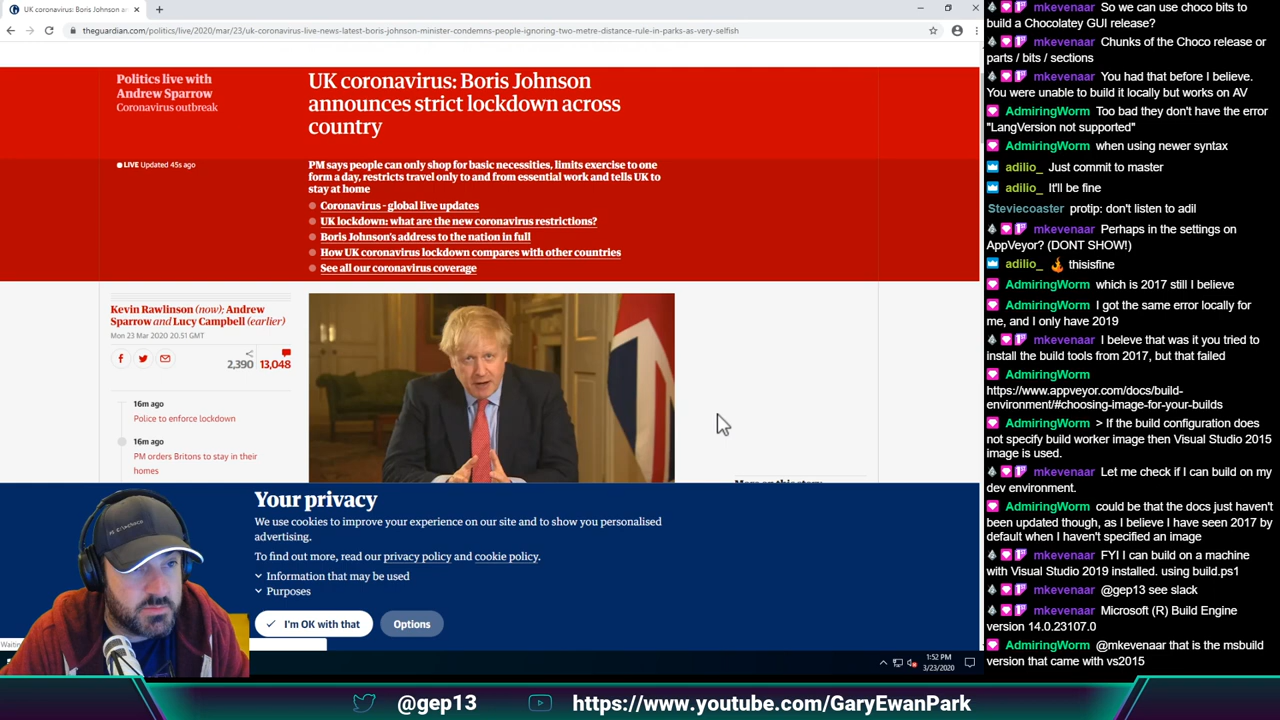 UK coronavirus: Boris Johnson an
theguardian.com/politics/live/2020/mar/23/uk-coronavirus-live-news-latest-boris-johnson-minister-condemns-people-ignoring-two-metre-distance-rule-in-parks-as-very-selfish
Politics live with
Andrew Sparrow
Coronavirus outbreak
UK coronavirus: Boris Johnson
announces strict lockdown across
country
LIVE Updated 45s ago
PM says people can only shop for basic necessities, limits exercise to one
form a day, restricts travel only to and from essential work and tells UK to
stay at home
Coronavirus - global live updates
UK lockdown: what are the new coronavirus restrictions?
Boris Johnson's address to the nation in full
How UK coronavirus lockdown compares with other countries
See all our coronavirus coverage
Kevin Rawlinson (now); Andrew
Sparrow and Lucy Campbell (earlier)
Mon 23 Mar 2020 20.51 GMT
2,390 13,048
16m ago
Police to enforce lockdown
16m ago
PM orders Britons to stay in their
homes
Your privacy
We use cookies to improve your experience on our site and to show you personalised
advertising.
To find out more, read our privacy policy and cookie policy.
Information that may be used
Purposes
I'm OK with that
Options
1:52 PM
3/23/2020
@gep13
https://www.youtube.com/GaryEwanPark
mkevenaar So we can use choco bits to
build a Chocolatey GUI release?
mkevenaar Chunks of the Choco release or
parts / bits / sections
mkevenaar You had that before I believe.
You were unable to build it locally but works on AV
AdmiringWorm Too bad they don't have the error
"LangVersion not supported"
AdmiringWorm when using newer syntax
adilio_ Just commit to master
adilio_ It'll be fine
Steviecoaster protip: don't listen to adil
mkevenaar Perhaps in the settings on
AppVeyor? (DONT SHOW!)
adilio_ thisisfine
AdmiringWorm which is 2017 still I believe
AdmiringWorm I got the same error locally for
me, and I only have 2019
mkevenaar I beleve that was it you tried to
install the build tools from 2017, but that failed
AdmiringWorm
https://www.appveyor.com/docs/build-
environment/#choosing-image-for-your-builds
AdmiringWorm > If the build configuration does
not specify build worker image then Visual Studio 2015
image is used.
mkevenaar Let me check if I can build on my
dev environment.
AdmiringWorm could be that the docs just haven't
been updated though, as I believe I have seen 2017 by
default when I haven't specified an image
mkevenaar FYI I can build on a machine
with Visual Studio 2019 installed. using build.ps1
mkevenaar @gep13 see slack
mkevenaar Microsoft (R) Build Engine
version 14.0.23107.0
AdmiringWorm @mkevenaar that is the msbuild
version that came with vs2015